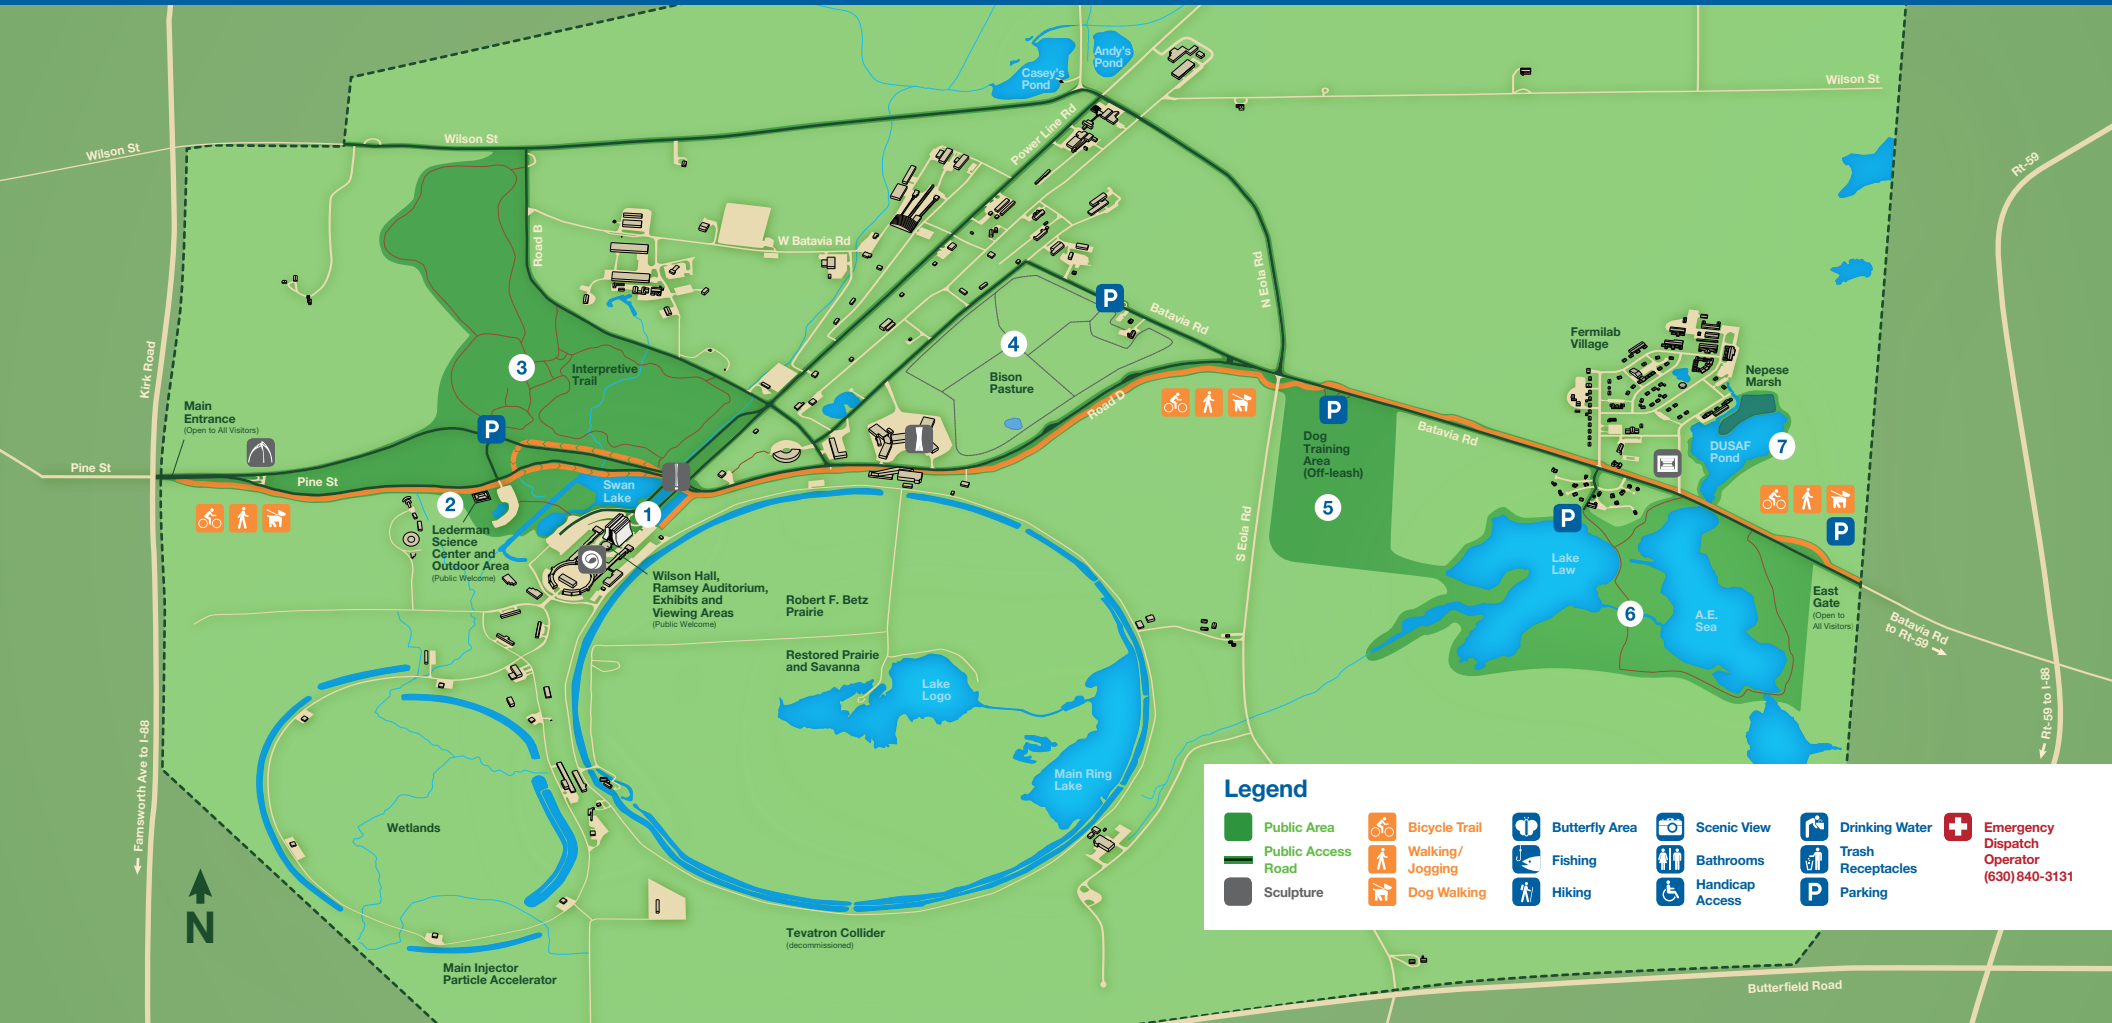 Andy's
Pond
Casey's
Pond
Wilson St
Power Line Rd
Wilson St
Wilson St
Rt-59
Road B
W Batavia Rd
N Eola Rd
P
Batavia Rd
Fermilab
Village
4
Kirk Road
3
Interpretive
Trail
Bison
Pasture
Nepese
Marsh
Main
Entrance
(Open to All Visitors)
P
Road D
P
Batavia Rd
Dog
Training
Area
(Off-leash)
DUSAF
Pond
7
Pine St
Pine St
Swan
Lake
2
1
5
P
P
Lederman
Science
Center and
Outdoor Area
(Public Welcome)
S Eola Rd
Lake
Law
Wilson Hall,
Ramsey Auditorium,
Exhibits and
Viewing Areas
(Public Welcome)
Robert F. Betz
Prairie
6
A.E.
Sea
East
Gate
(Open to
All Visitors)
Batavia Rd
to Rt-59
Restored Prairie
and Savanna
Lake
Logo
Rt-59 to I-88
Farnsworth Ave to I-88
Main Ring
Lake
Wetlands
N
Tevatron Collider
(decommissioned)
Main Injector
Particle Accelerator
Legend
Public Area
Public Access
Road
Sculpture
Bicycle Trail
Walking/
Jogging
Dog Walking
Butterfly Area
Fishing
Hiking
Scenic View
Bathrooms
Handicap
Access
Drinking Water
Trash
Receptacles
P
Parking
Emergency
Dispatch
Operator
(630) 840-3131
Butterfield Road